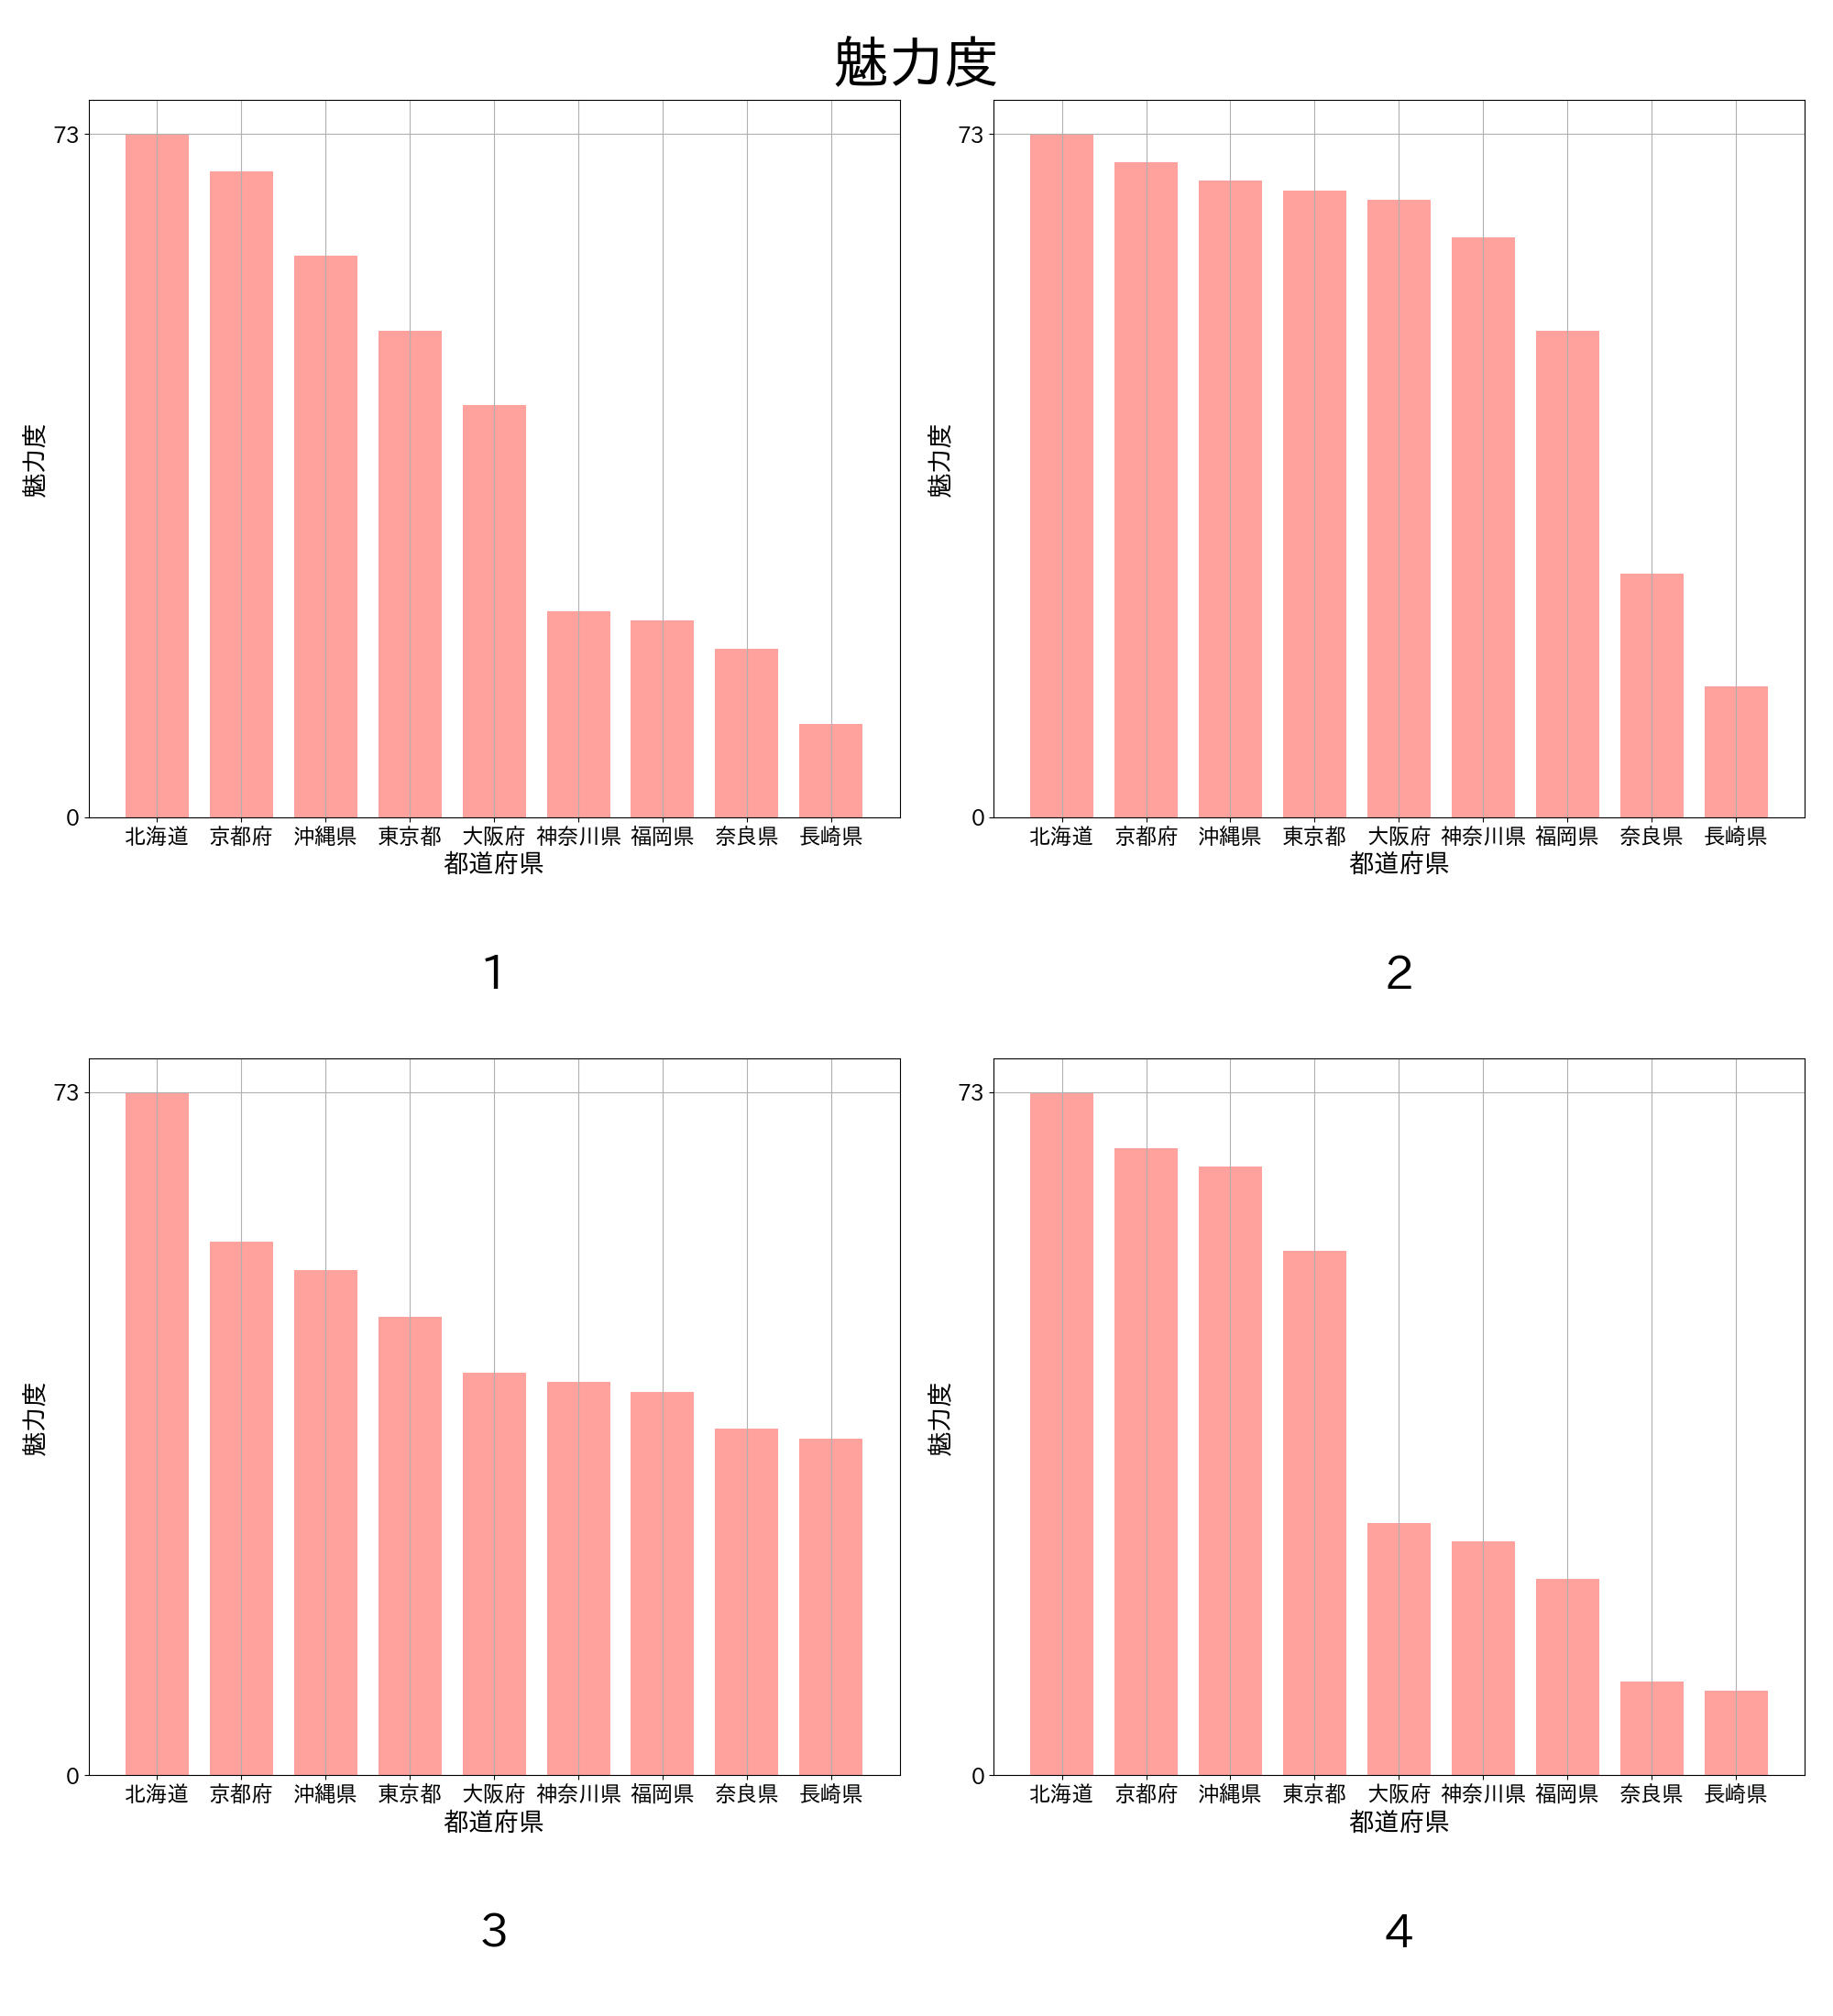 魅力度
73
0
魅力度
北海道 京都府 沖縄県 東京都 大阪府 神奈川県 福岡県 奈良県 長崎県
都道府県
1
73
0
魅力度
北海道 京都府 沖縄県 東京都 大阪府 神奈川県 福岡県 奈良県 長崎県
都道府県
2
73
0
魅力度
北海道 京都府 沖縄県 東京都 大阪府 神奈川県 福岡県 奈良県 長崎県
都道府県
3
73
0
魅力度
北海道 京都府 沖縄県 東京都 大阪府 神奈川県 福岡県 奈良県 長崎県
都道府県
4